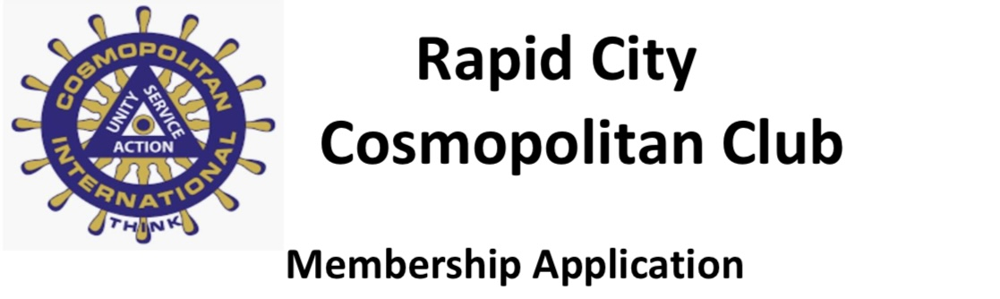 COSMOPOLITAN
INTERNATIONAL
UNITY
SERVICE
ACTION
THINK
Rapid City
Cosmopolitan Club
Membership Application